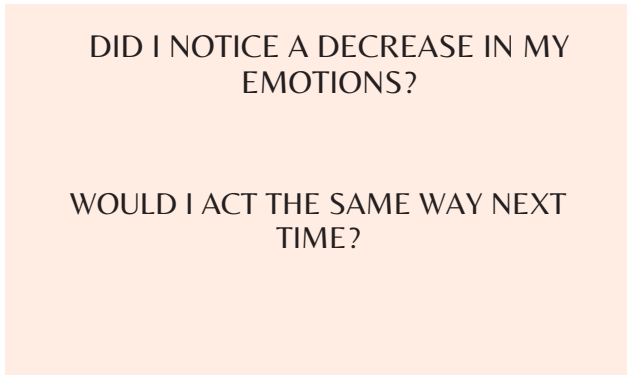 DID I NOTICE A DECREASE IN MY
EMOTIONS?
WOULD I ACT THE SAME WAY NEXT
TIME?